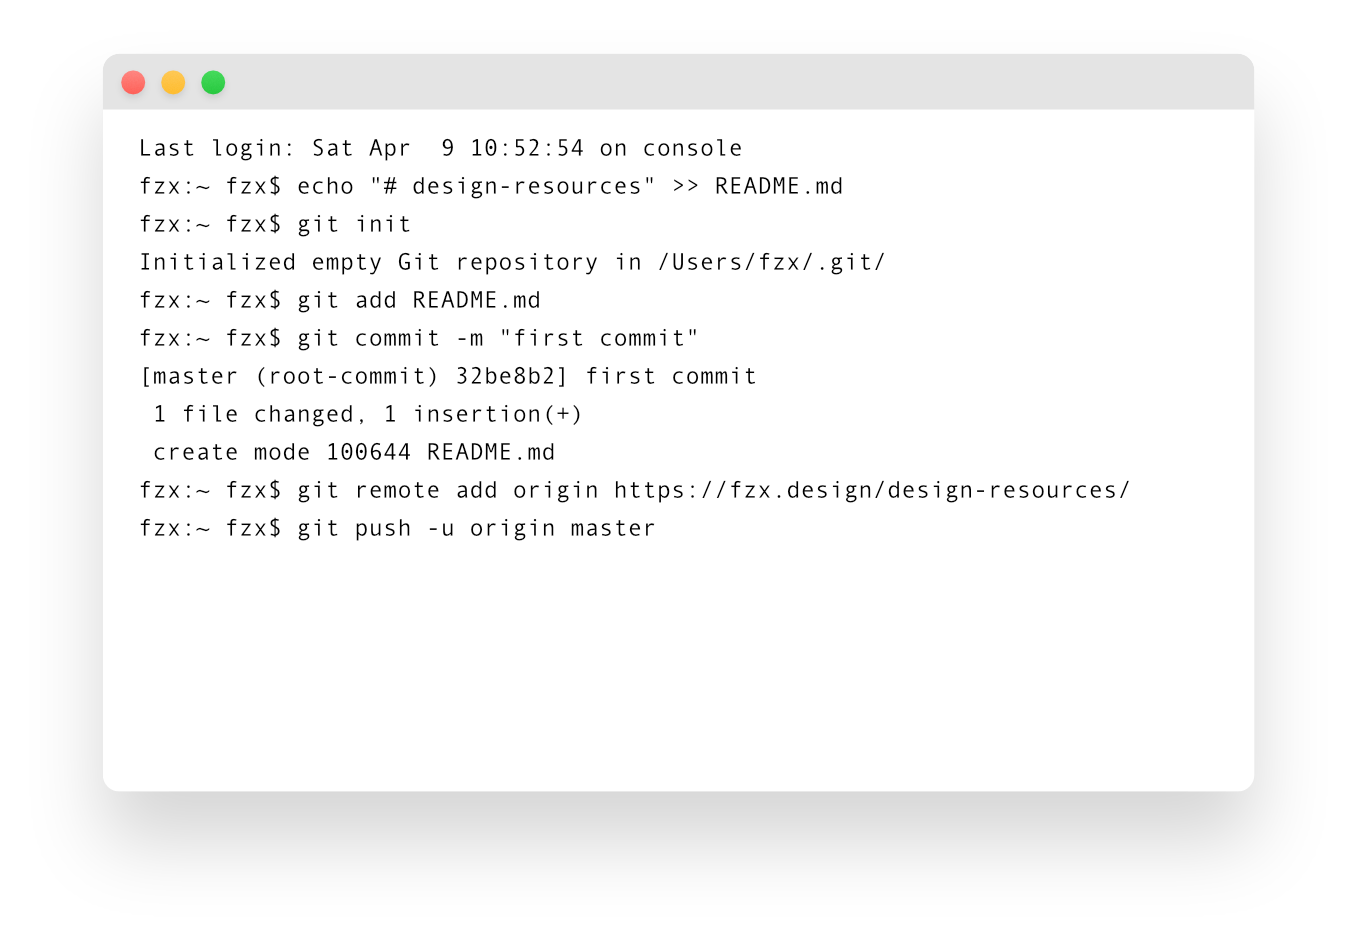 Last login: Sat Apr  9 10:52:54 on console
fzx:~ fzx$ echo "# design-resources" >> README.md
fzx:~ fzx$ git init
Initialized empty Git repository in /Users/fzx/.git/
fzx:~ fzx$ git add README.md
fzx:~ fzx$ git commit -m "first commit"
[master (root-commit) 32be8b2] first commit
 1 file changed, 1 insertion(+)
 create mode 100644 README.md
fzx:~ fzx$ git remote add origin https://fzx.design/design-resources/
fzx:~ fzx$ git push -u origin master